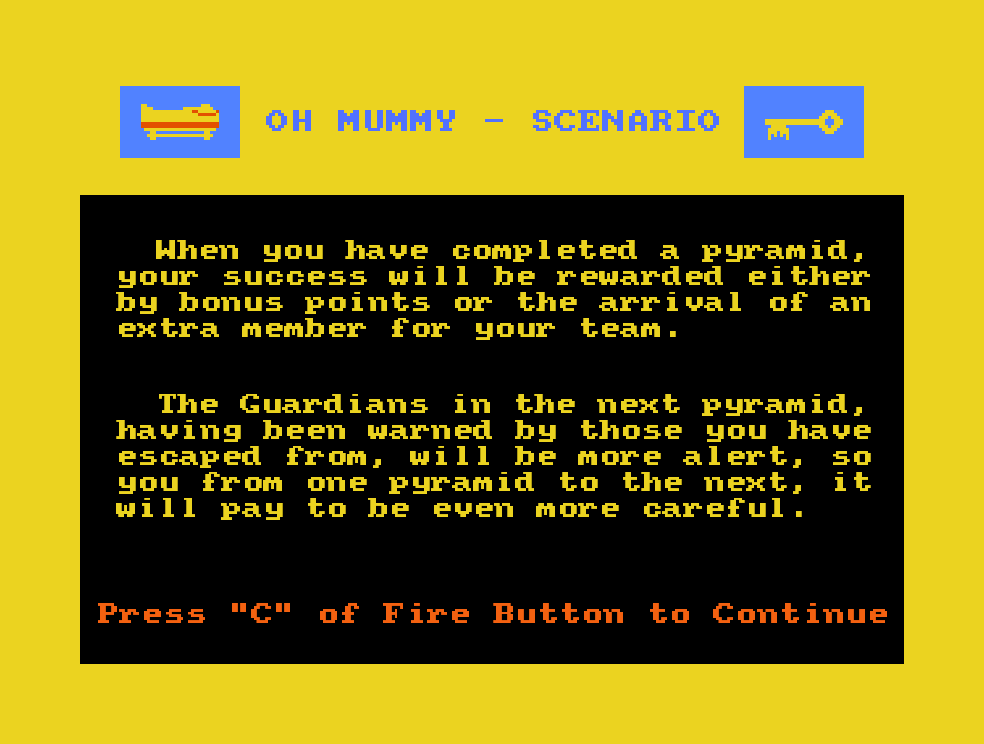 OH MUMMY - SCENARIO
When you have completed a pyramid,
your success will be rewarded either
by bonus points or the arrival of an
extra member for your team.
The Guardians in the next pyramid,
having been warned by those you have
escaped from, will be more alert, so
you from one pyramid to the next, it
will pay to be even more careful.
Press "C" of Fire Button to Continue